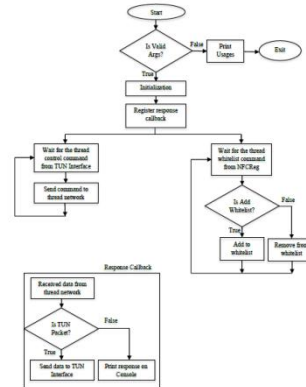 Start
Is Valid
Args?
False
Print
Usages
Exit
True
Initialization
Register response
callback
Wait for the thread
control command
from TUN Interface
Send command to
thread network
Wait for the thread
whitelist command
from NFCReg
Is Add
Whitelist?
False
True
Add to
whitelist
Remove from
whitelist
Response Callback
Received data from
thread network
Is TUN
Packet?
False
True
Send data to TUN
Interface
Print response on
Console